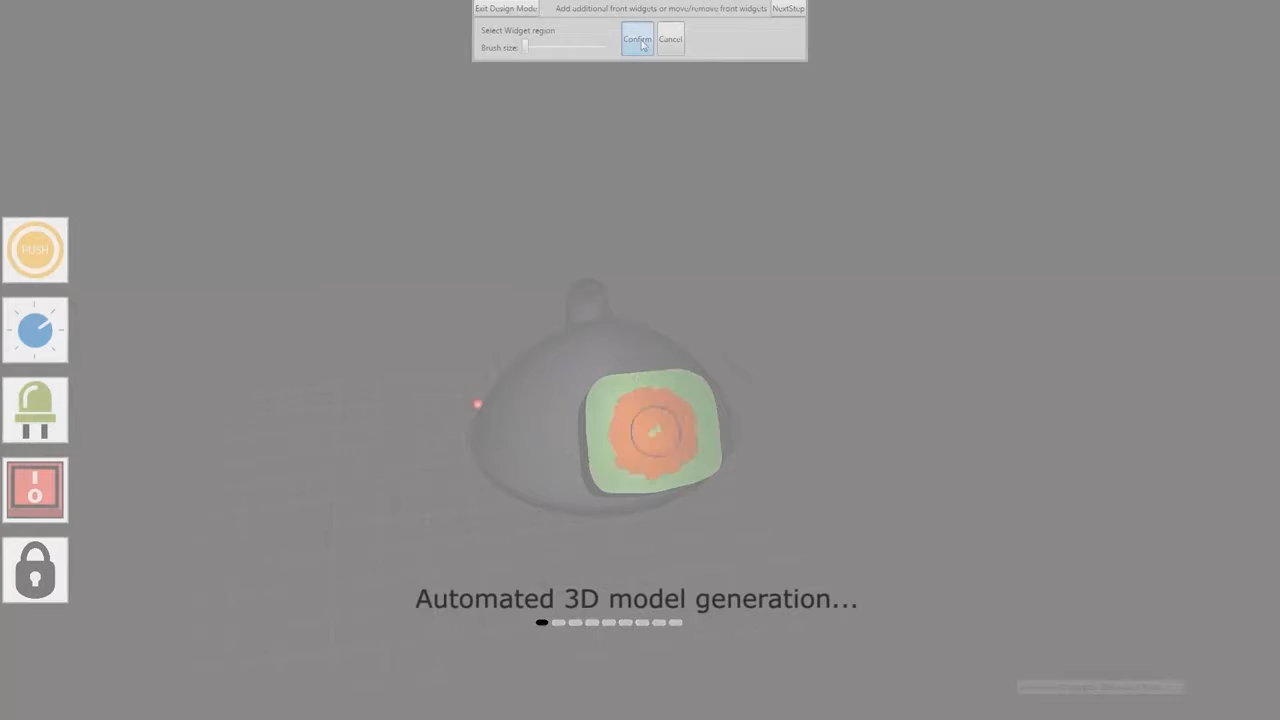 Exit Design Mode
Add additional front widgets or move/remove front widgets
NextStep
Select Widget region
Brush size:
Confirm
Cancel
PUSH
I
O
Automated 3D model generation...